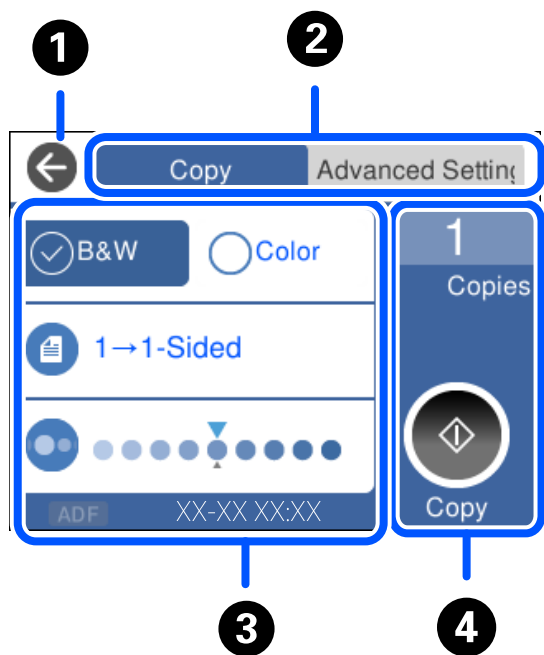 1
2
Copy
Advanced Setting
B&W
Color
1
Copies
1→1-Sided
ADF
XX-XX XX:XX
Copy
3
4